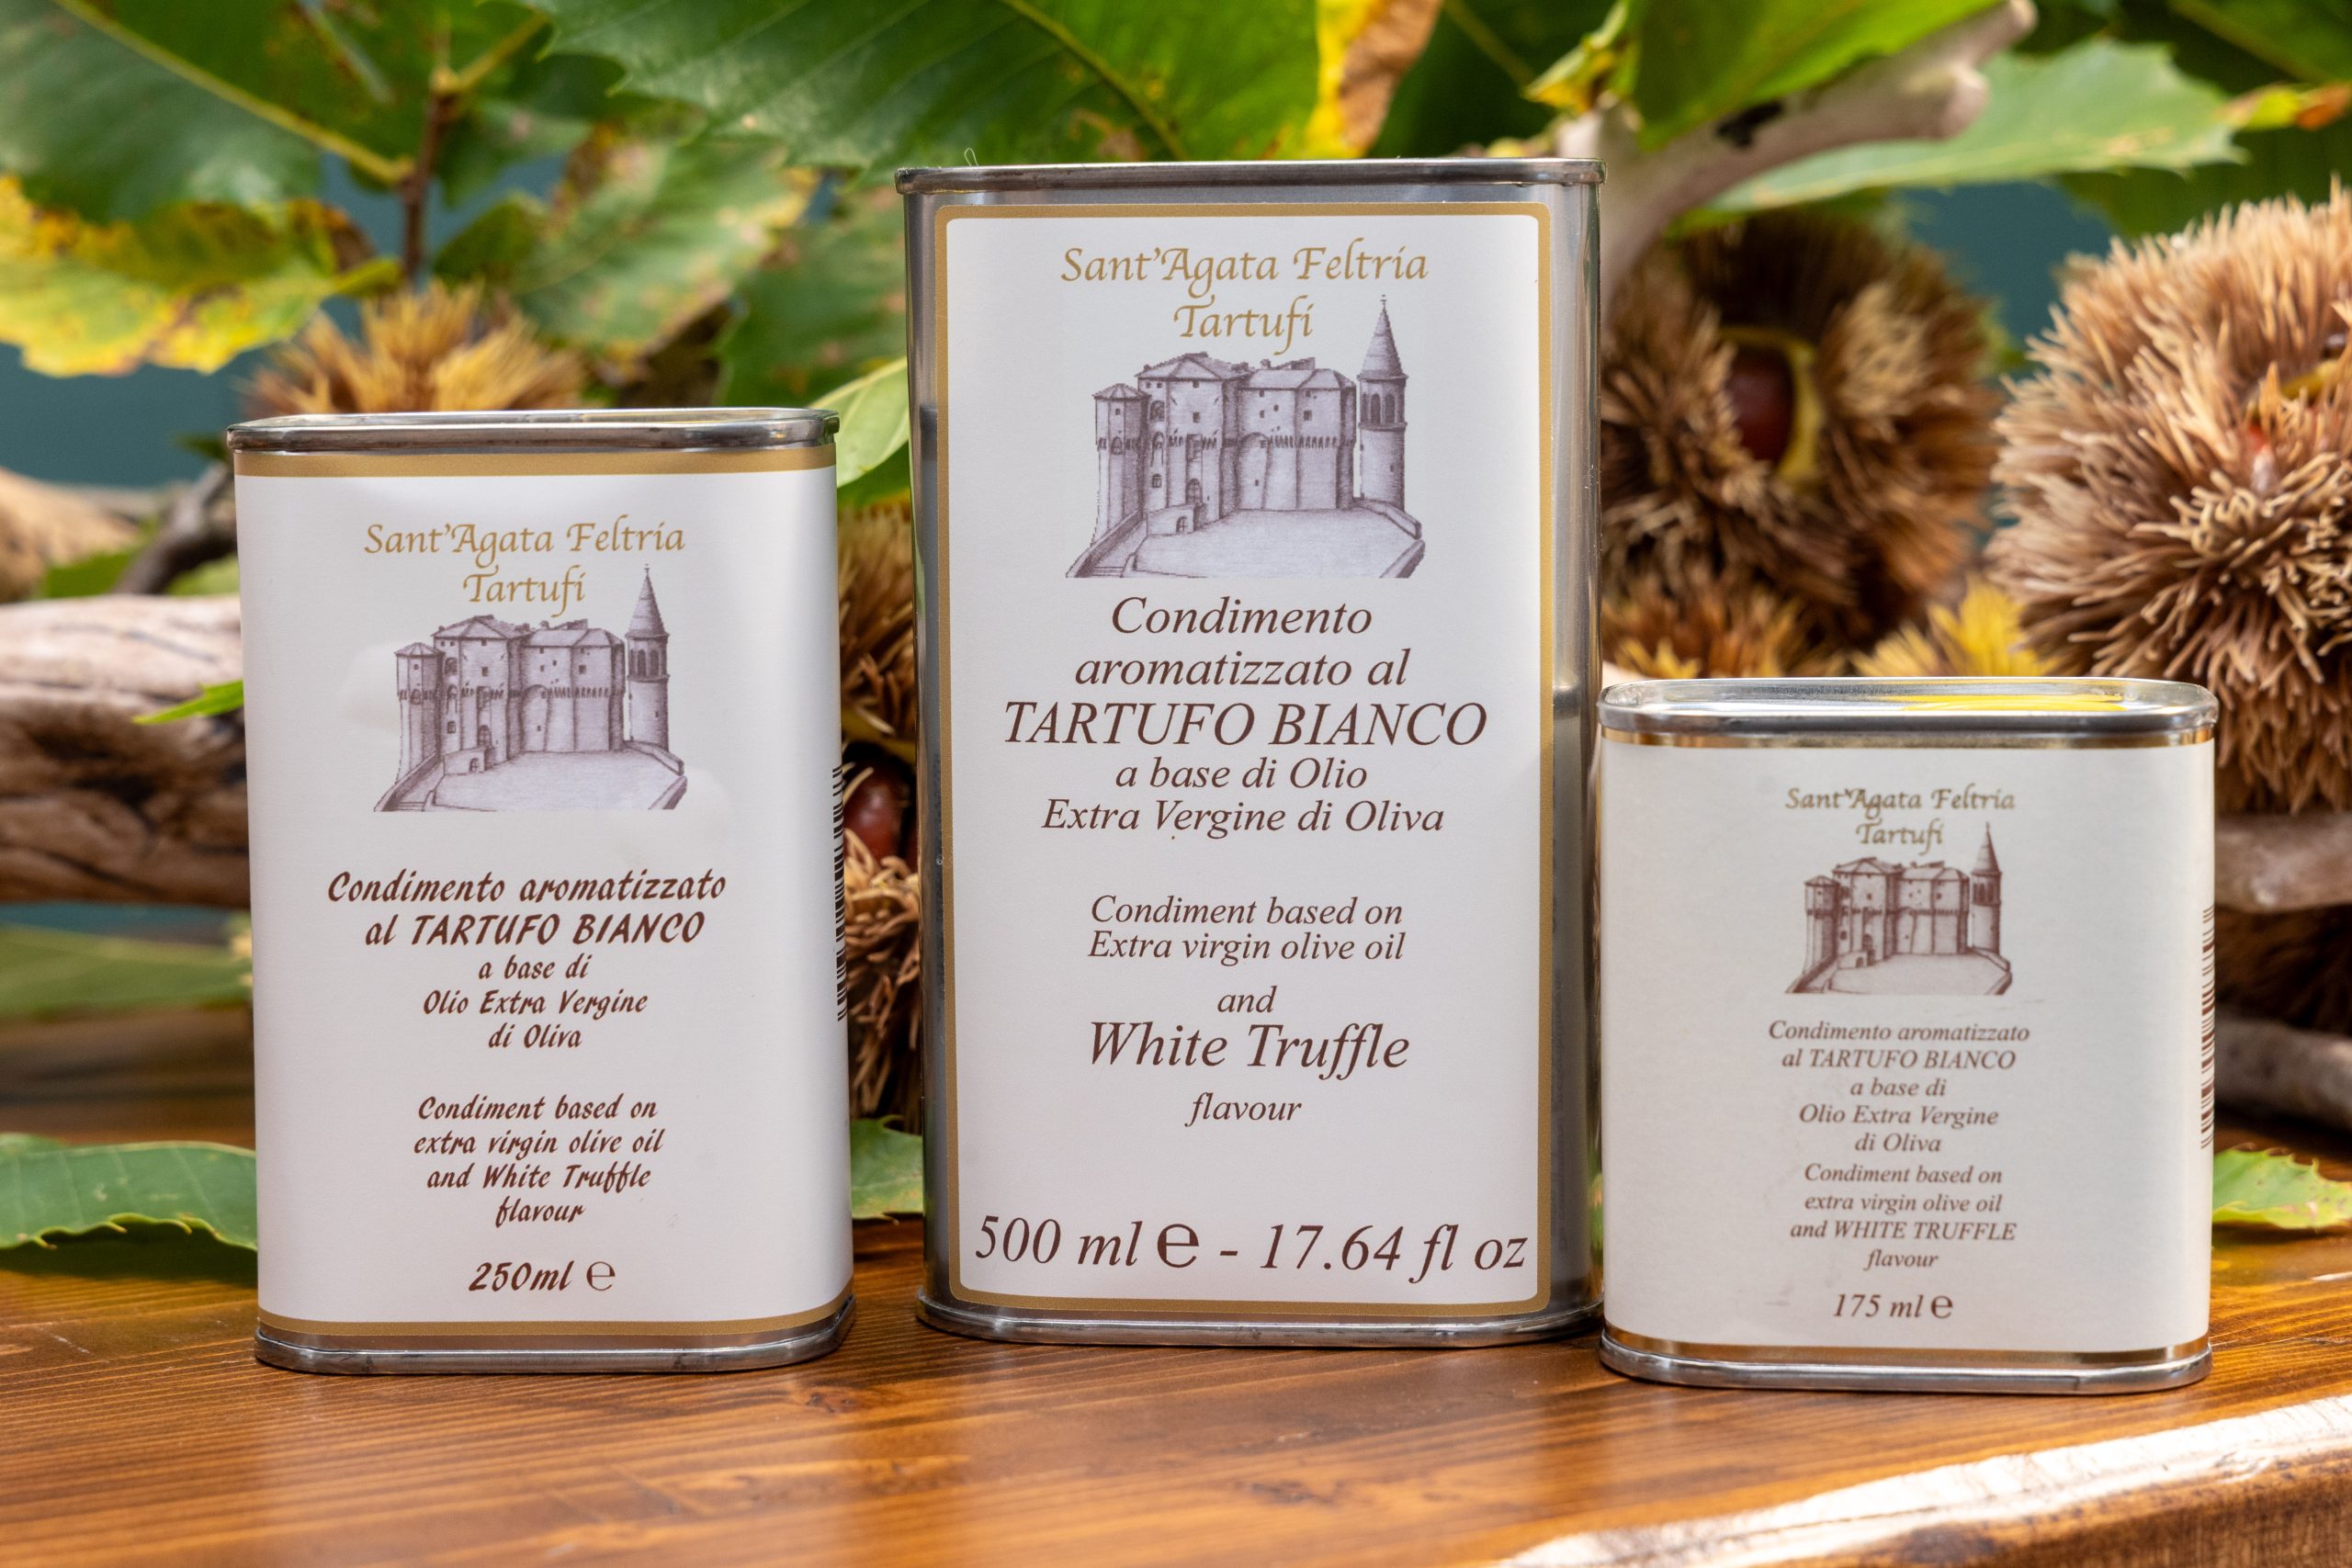 Sant'Agata Feltria
Tartufi
Condimento aromatizzato
al TARTUFO BIANCO
a base di
Olio Extra Vergine
di Oliva
Condiment based on
extra virgin olive oil
and White Truffle
flavour
250ml ℮
Sant'Agata Feltria
Tartufi
Condimento
aromatizzato al
TARTUFO BIANCO
a base di Olio
Extra Vergine di Oliva
Condiment based on
Extra virgin olive oil
and
White Truffle
flavour
500 ml ℮ - 17.64 fl oz
Sant'Agata Feltria
Tartufi
Condimento aromatizzato
al TARTUFO BIANCO
a base di
Olio Extra Vergine
di Oliva
Condiment based on
extra virgin olive oil
and WHITE TRUFFLE
flavour
175 ml ℮